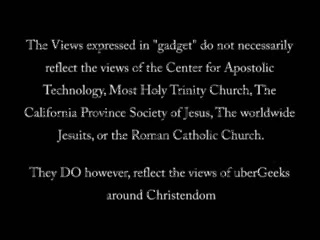 The Views expressed in "gadget" do not necessarily
reflect the views of the Center for Apostolic
Technology, Most Holy Trinity Church, The
California Province Society of Jesus, The worldwide
Jesuits, or the Roman Catholic Church.
They DO however, reflect the views of uberGeeks
around Christendom